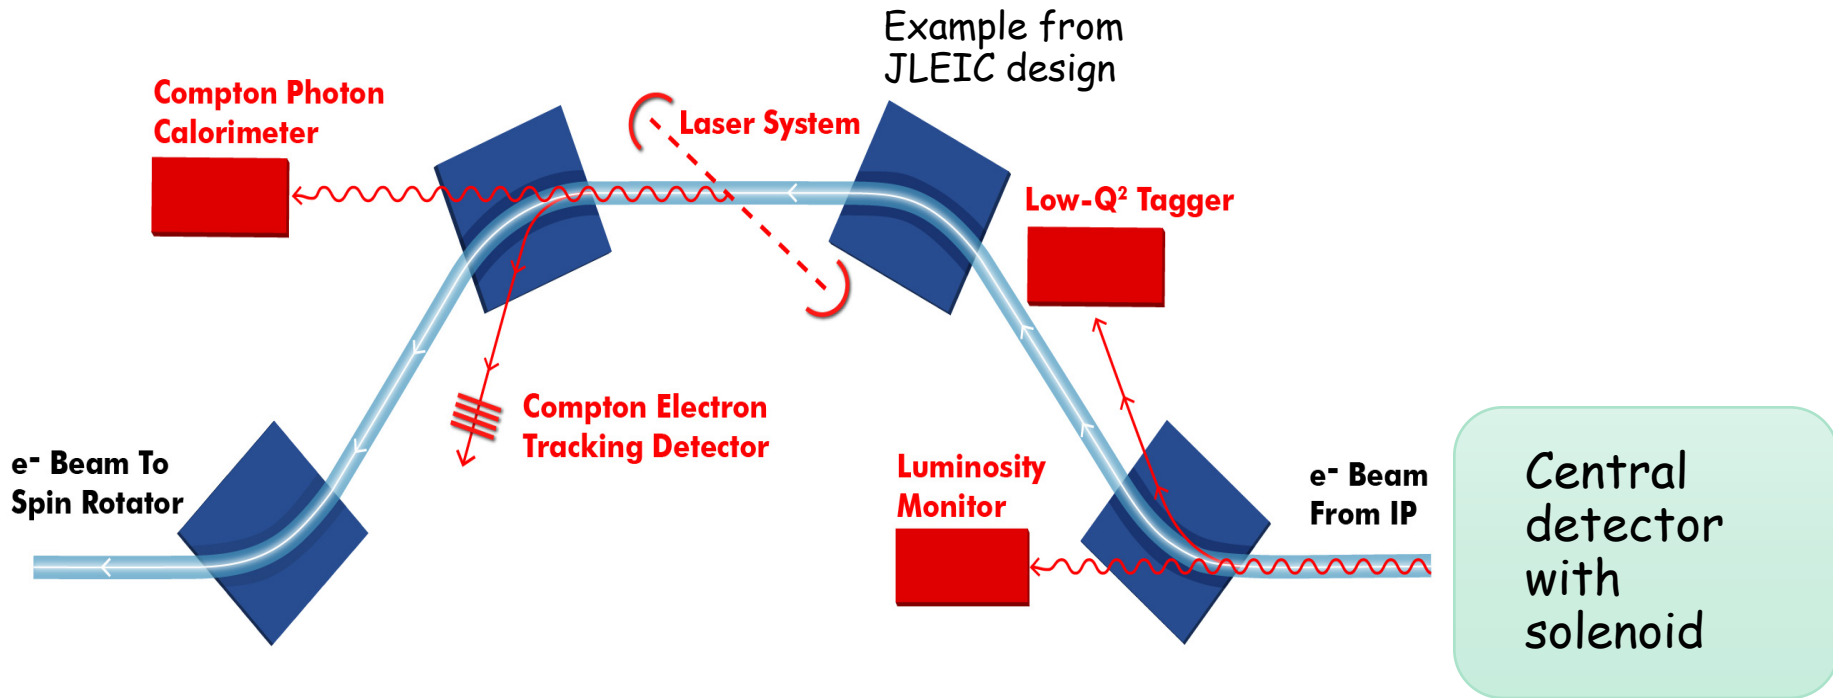 Example from
JLEIC design
Compton Photon
Calorimeter
Laser System
Low-Q² Tagger
Compton Electron
Tracking Detector
e⁻ Beam To
Spin Rotator
Luminosity
Monitor
e⁻ Beam
From IP
Central
detector
with
solenoid